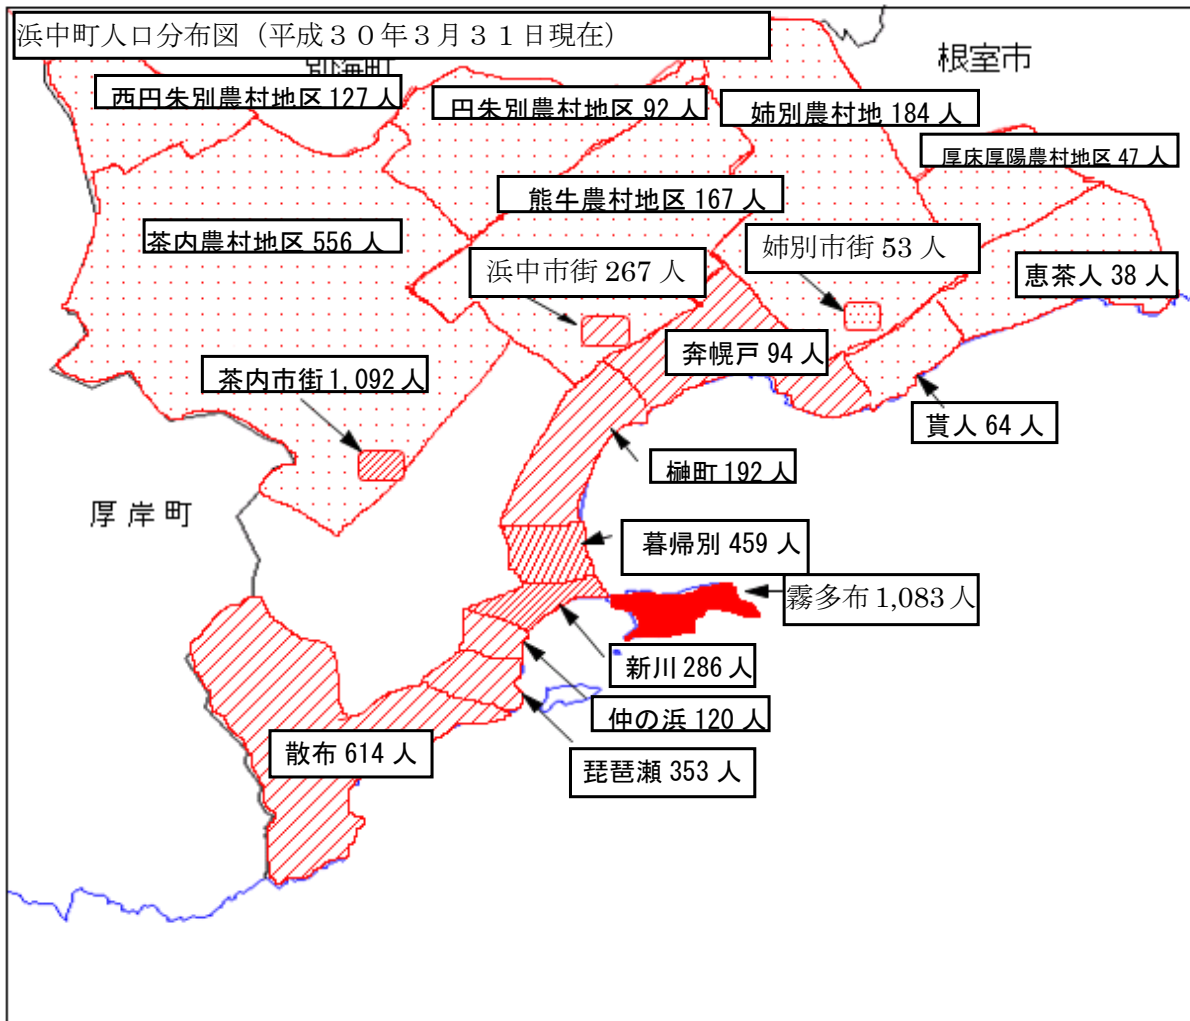 浜中町人口分布図（平成３０年３月３１日現在）
根室市
別海町
西円朱別農村地区 127 人
円朱別農村地区 92 人
姉別農村地 184 人
厚床厚陽農村地区 47 人
熊牛農村地区 167 人
茶内農村地区 556 人
浜中市街 267 人
姉別市街 53 人
恵茶人 38 人
奔幌戸 94 人
茶内市街 1,092 人
貰人 64 人
榊町 192 人
厚岸町
暮帰別 459 人
霧多布 1,083 人
新川 286 人
仲の浜 120 人
散布 614 人
琵琶瀬 353 人